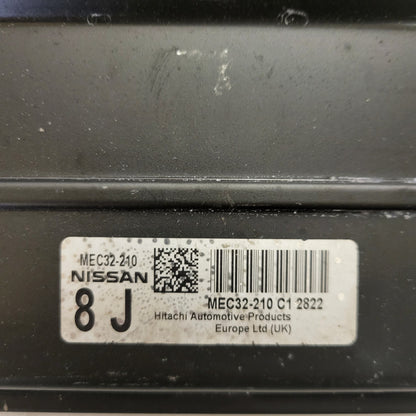 MEC32-210
NISSAN
8 J
MEC32-210 C1 2822
Hitachi Automotive Products
Europe Ltd (UK)